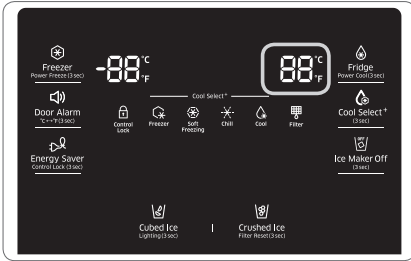 Freezer
Power Freeze (3 sec)
-88°C
°F
88°C
°F
Fridge
Power Cool (3 sec)
Door Alarm
°C↔°F (3 sec)
Cool Select+
Control
Lock
Freezer
Soft
Freezing
Chill
Cool
Filter
Cool Select+
(3 sec)
Energy Saver
Control Lock (3 sec)
OFF
Ice Maker Off
(3 sec)
Cubed Ice
Lighting (3 sec)
Crushed Ice
Filter Reset (3 sec)